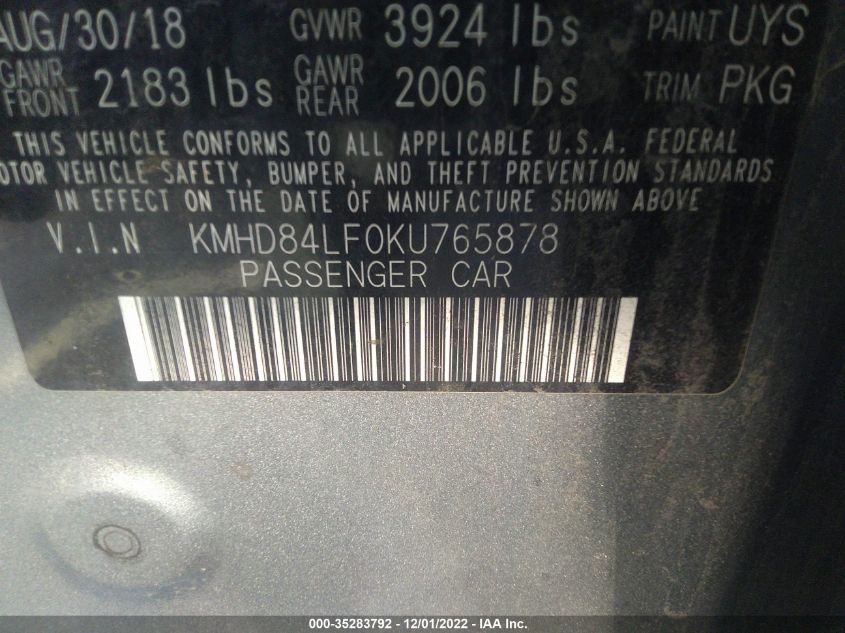 AUG/30/18 GVWR 3924 lbs PAINT UYS
GAWR FRONT 2183 lbs GAWR REAR 2006 lbs TRIM PKG
THIS VEHICLE CONFORMS TO ALL APPLICABLE U.S.A. FEDERAL
OTOR VEHICLE SAFETY, BUMPER, AND THEFT PREVENTION STANDARDS
IN EFFECT ON THE DATE OF MANUFACTURE SHOWN ABOVE
V.I.N KMHD84LF0KU765878
PASSENGER CAR
000-35283792 - 12/01/2022 - IAA Inc.